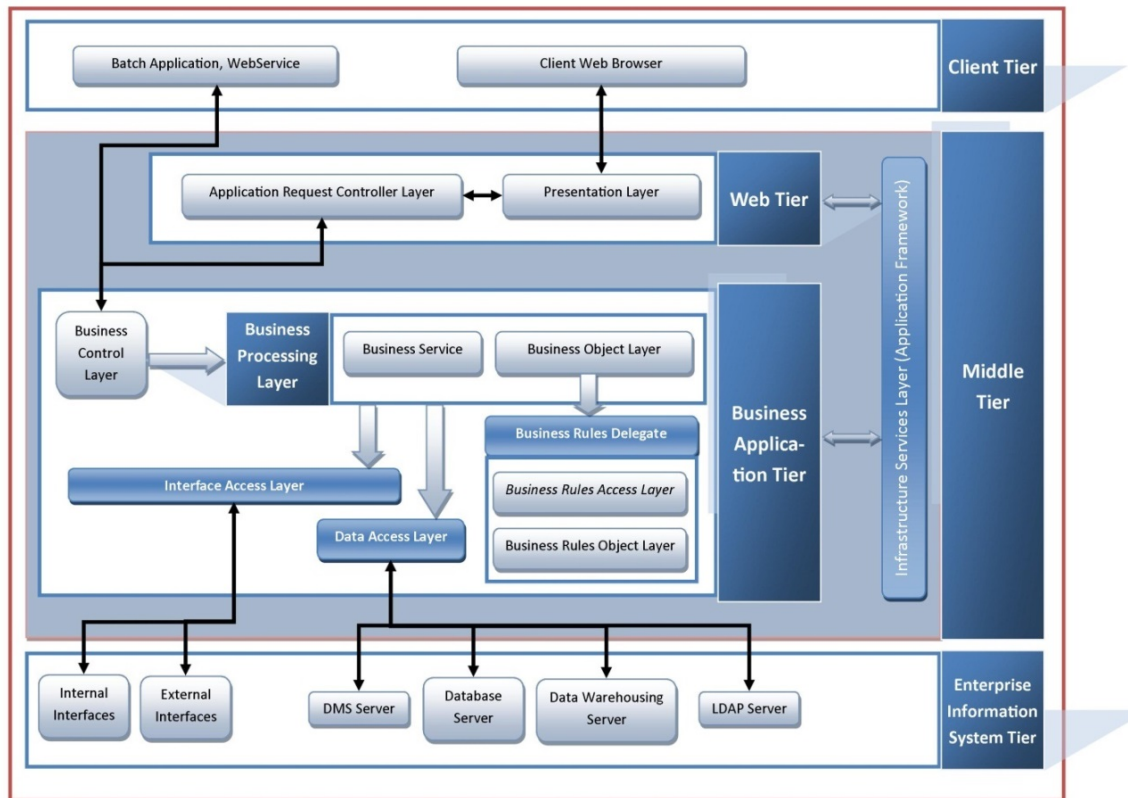 Batch Application, WebService
Client Web Browser
Client Tier
Application Request Controller Layer
Presentation Layer
Web Tier
Infrastructure Services Layer (Application Framework)
Middle
Tier
Business
Control
Layer
Business
Processing
Layer
Business Service
Business Object Layer
Business
Applica-
tion Tier
Business Rules Delegate
Business Rules Access Layer
Business Rules Object Layer
Interface Access Layer
Data Access Layer
Internal
Interfaces
External
Interfaces
DMS Server
Database
Server
Data Warehousing
Server
LDAP Server
Enterprise
Information
System Tier